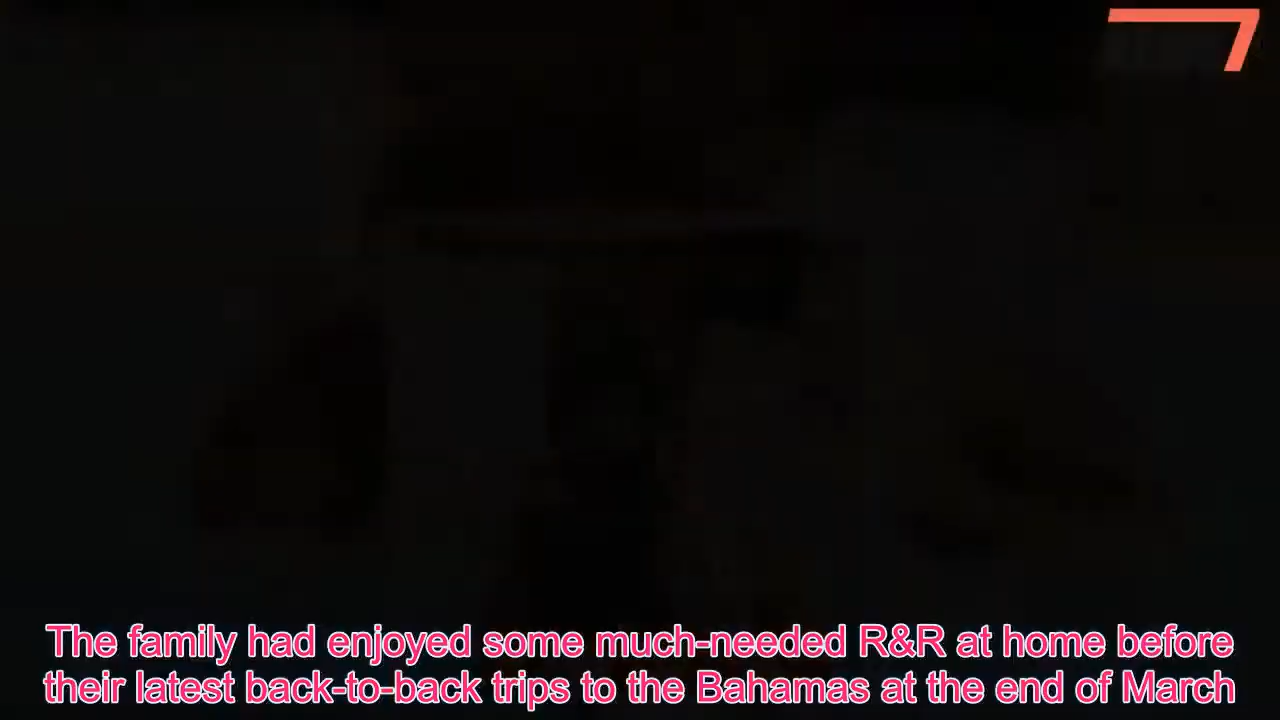 The family had enjoyed some much-needed R&R at home before
their latest back-to-back trips to the Bahamas at the end of March